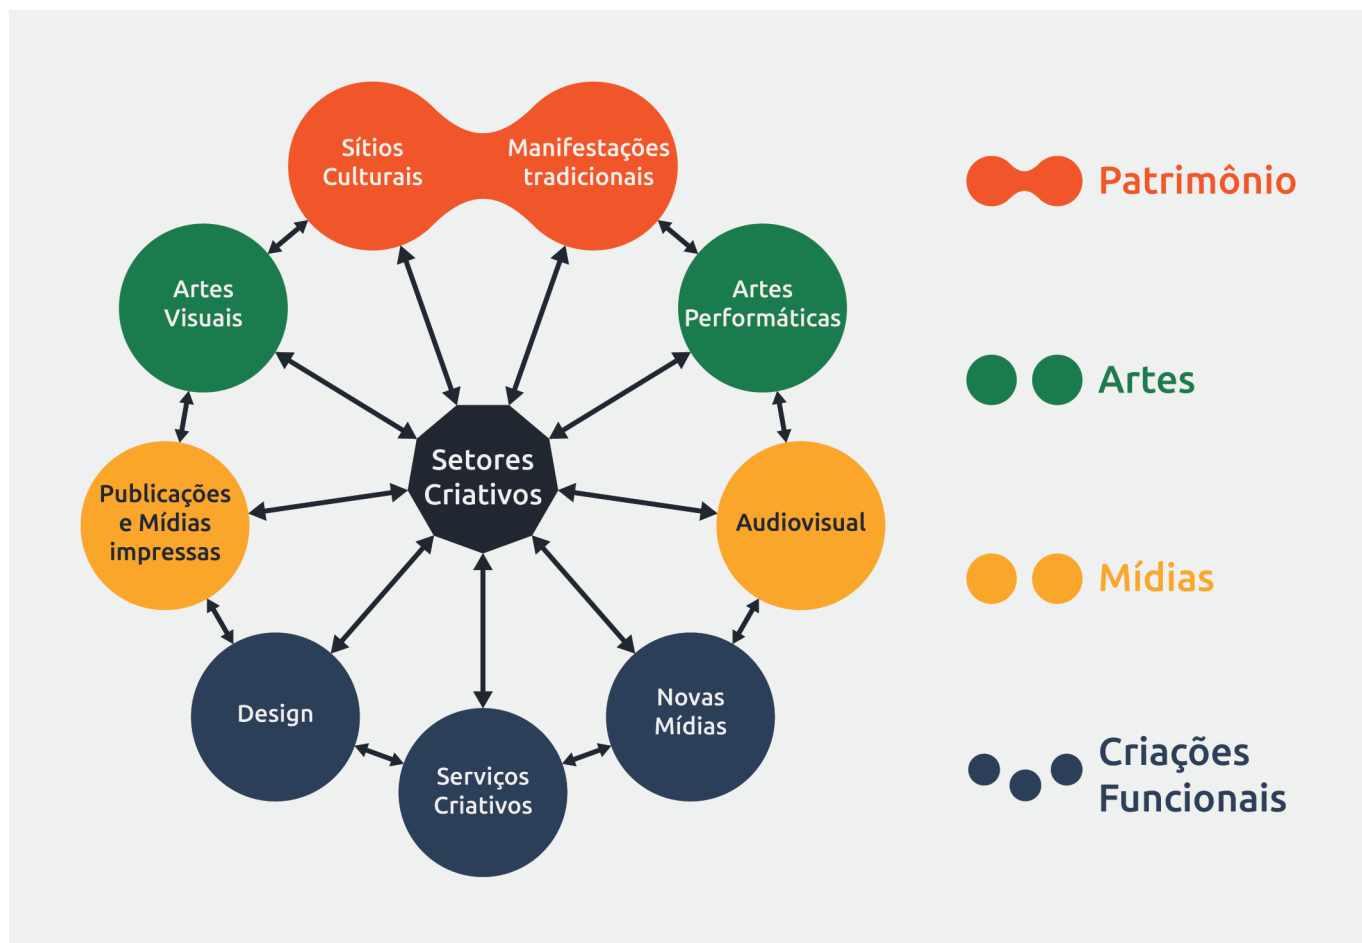 Sítios
Culturais
Manifestações
tradicionais
Artes
Visuais
Artes
Performáticas
Setores
Criativos
Publicações
e Mídias
impressas
Audiovisual
Design
Novas
Mídias
Serviços
Criativos
Patrimônio
Artes
Mídias
Criações
Funcionais